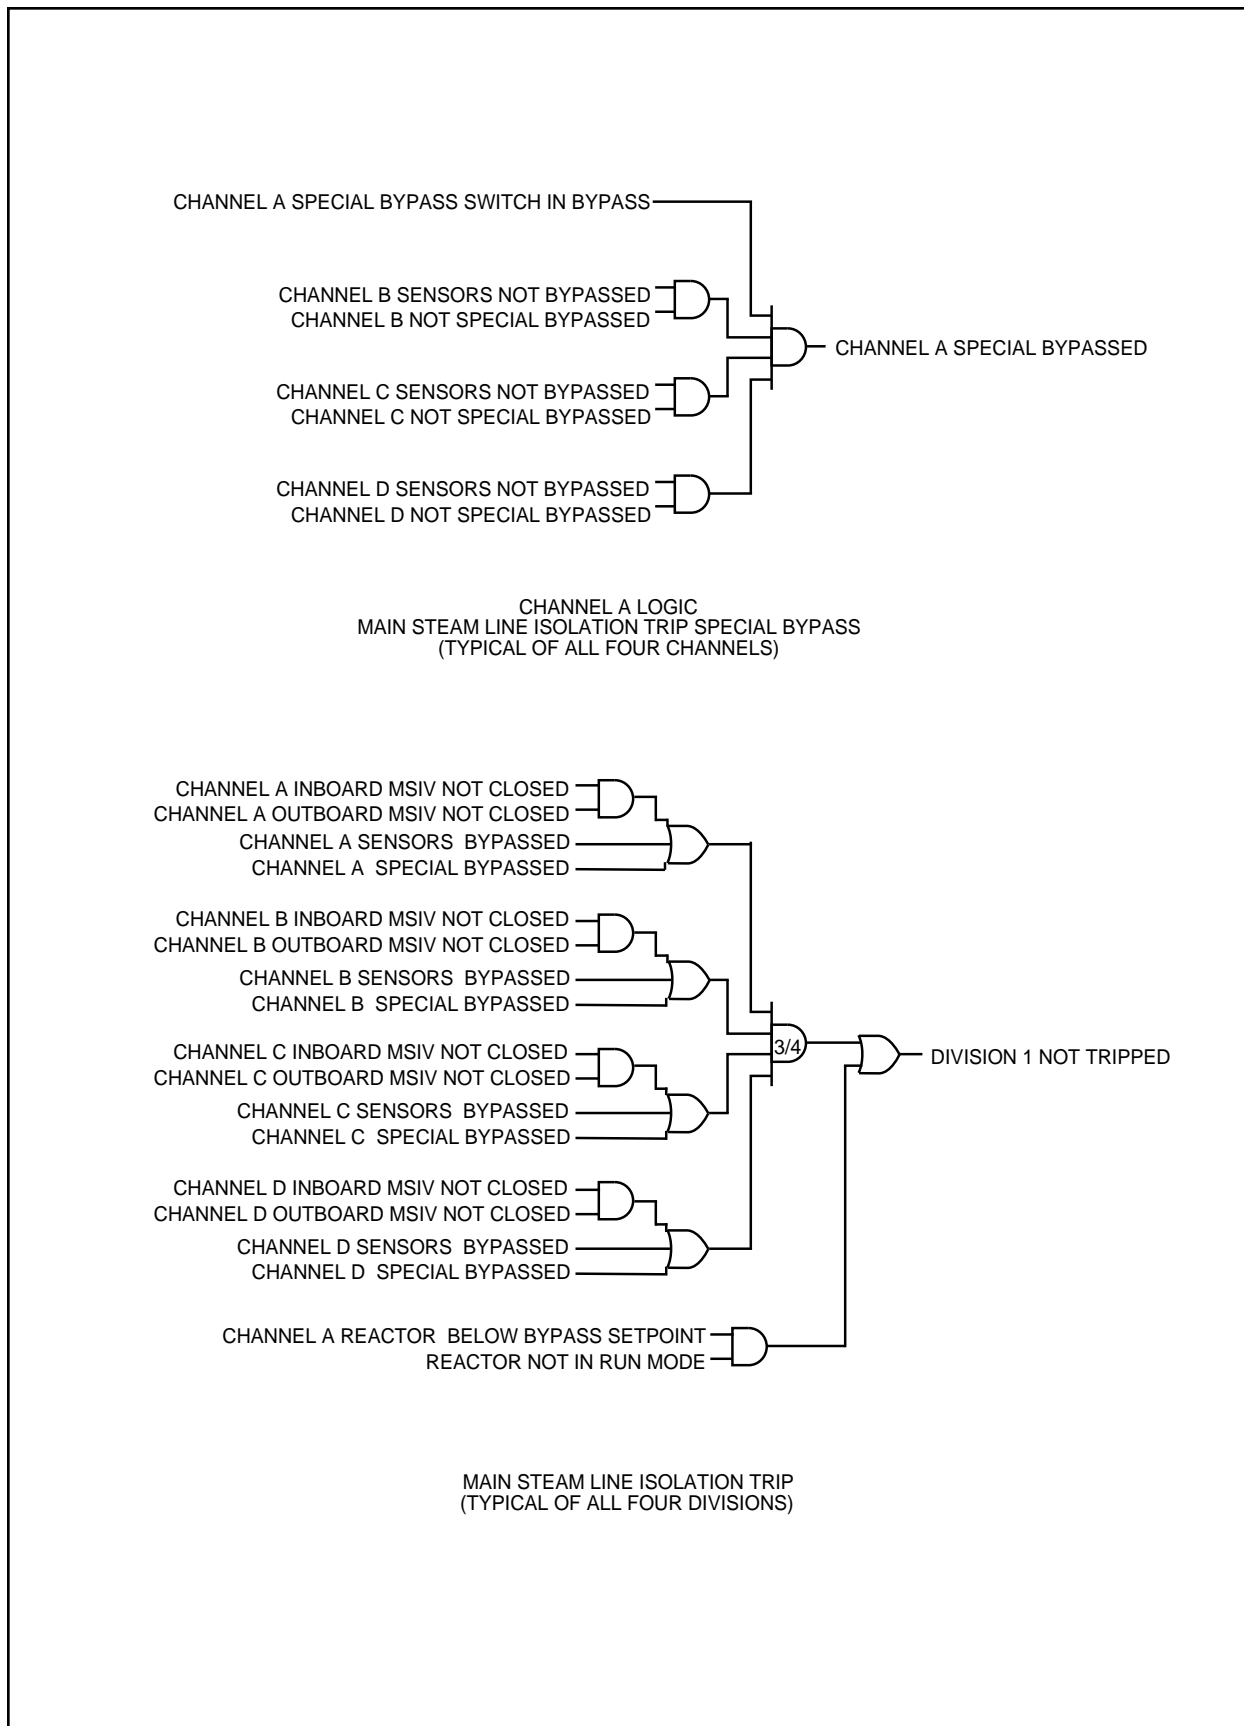 CHANNEL A SPECIAL BYPASS SWITCH IN BYPASS
CHANNEL B SENSORS NOT BYPASSED
CHANNEL B NOT SPECIAL BYPASSED
CHANNEL A SPECIAL BYPASSED
CHANNEL C SENSORS NOT BYPASSED
CHANNEL C NOT SPECIAL BYPASSED
CHANNEL D SENSORS NOT BYPASSED
CHANNEL D NOT SPECIAL BYPASSED
CHANNEL A LOGIC
MAIN STEAM LINE ISOLATION TRIP SPECIAL BYPASS
(TYPICAL OF ALL FOUR CHANNELS)
CHANNEL A INBOARD MSIV NOT CLOSED
CHANNEL A OUTBOARD MSIV NOT CLOSED
CHANNEL A SENSORS BYPASSED
CHANNEL A SPECIAL BYPASSED
CHANNEL B INBOARD MSIV NOT CLOSED
CHANNEL B OUTBOARD MSIV NOT CLOSED
CHANNEL B SENSORS BYPASSED
CHANNEL B SPECIAL BYPASSED
3/4
DIVISION 1 NOT TRIPPED
CHANNEL C INBOARD MSIV NOT CLOSED
CHANNEL C OUTBOARD MSIV NOT CLOSED
CHANNEL C SENSORS BYPASSED
CHANNEL C SPECIAL BYPASSED
CHANNEL D INBOARD MSIV NOT CLOSED
CHANNEL D OUTBOARD MSIV NOT CLOSED
CHANNEL D SENSORS BYPASSED
CHANNEL D SPECIAL BYPASSED
CHANNEL A REACTOR BELOW BYPASS SETPOINT
REACTOR NOT IN RUN MODE
MAIN STEAM LINE ISOLATION TRIP
(TYPICAL OF ALL FOUR DIVISIONS)